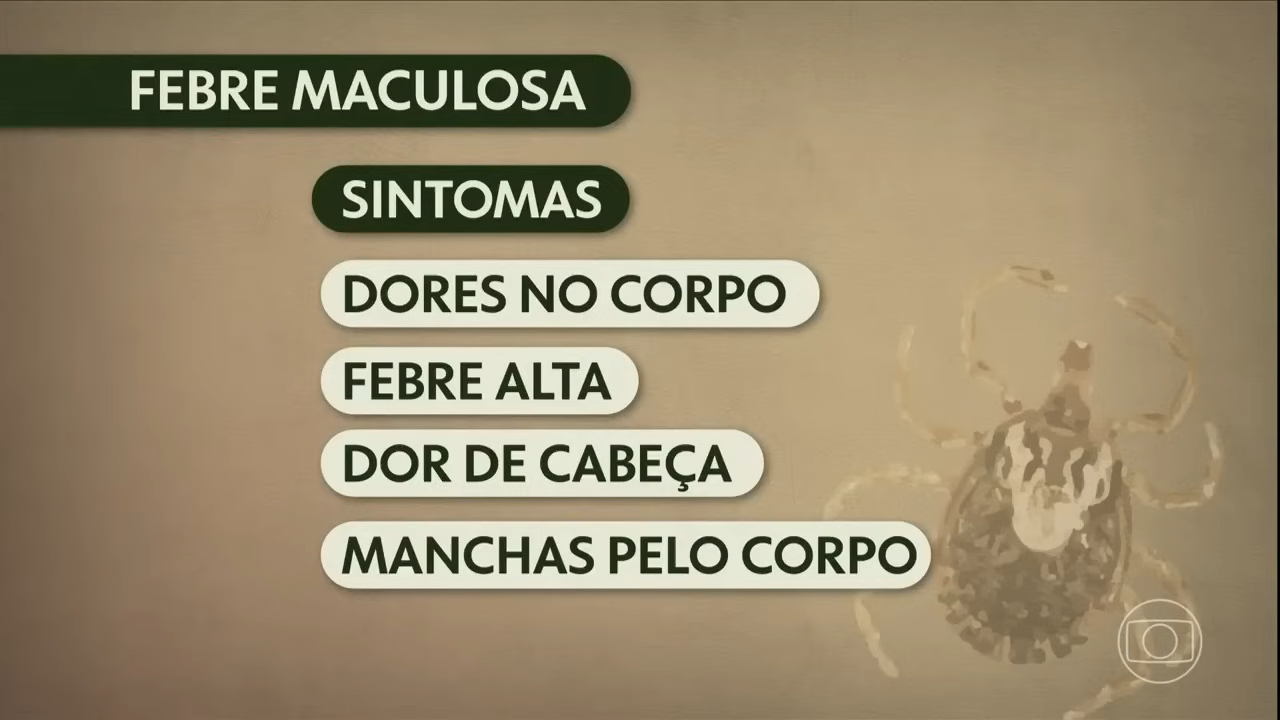 FEBRE MACULOSA
SINTOMAS
DORES NO CORPO
FEBRE ALTA
DOR DE CABEÇA
MANCHAS PELO CORPO